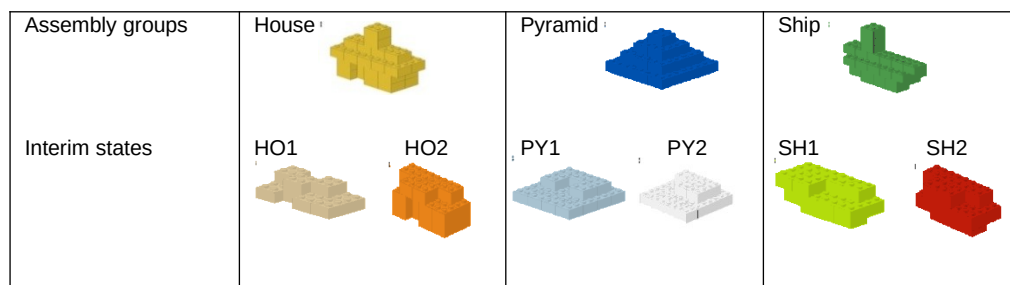 Assembly groups House Pyramid Ship
Interim states HO1 HO2 PY1 PY2 SH1 SH2